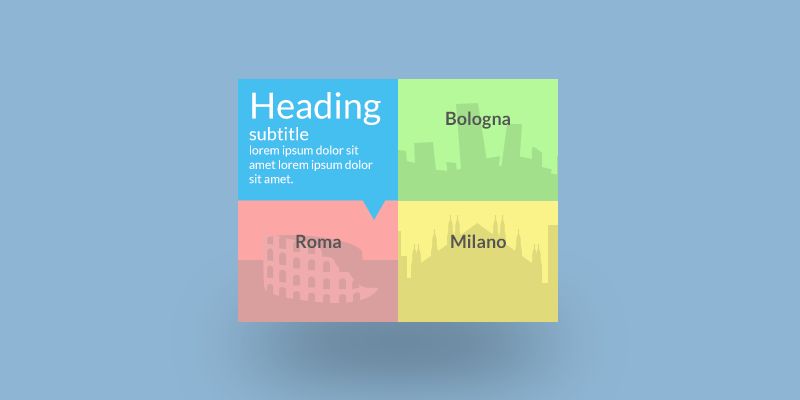 Heading
subtitle
lorem ipsum dolor sit
amet lorem ipsum dolor
sit amet.
Bologna
Roma
Milano